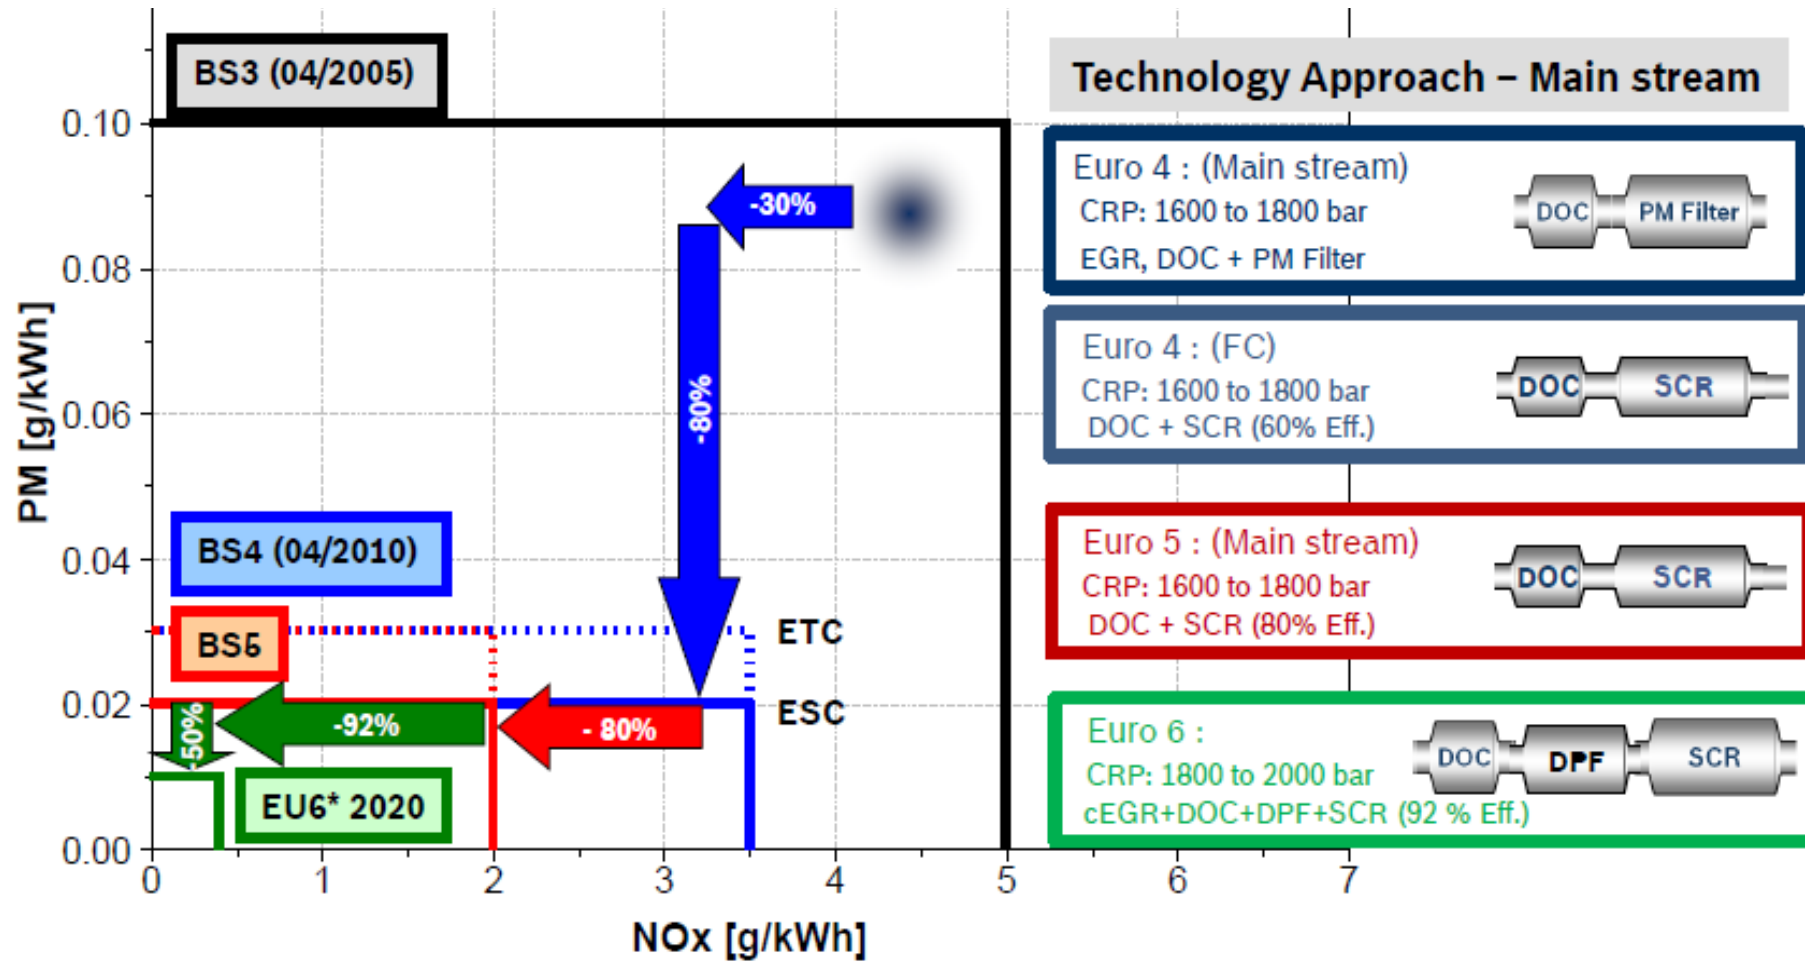 BS3 (04/2005)
Technology Approach – Main stream
0.10
0.08
0.06
0.04
0.02
0.00
PM [g/kWh]
0 1 2 3 4 5 6 7
NOx [g/kWh]
-30%
-80%
BS4 (04/2010)
BS5
ETC
ESC
- 80%
-92%
-50%
EU6* 2020
Euro 4 : (Main stream)
CRP: 1600 to 1800 bar
EGR, DOC + PM Filter
DOC PM Filter
Euro 4 : (FC)
CRP: 1600 to 1800 bar
DOC + SCR (60% Eff.)
DOC SCR
Euro 5 : (Main stream)
CRP: 1600 to 1800 bar
DOC + SCR (80% Eff.)
DOC SCR
Euro 6 :
CRP: 1800 to 2000 bar
cEGR+DOC+DPF+SCR (92 % Eff.)
DOC DPF SCR